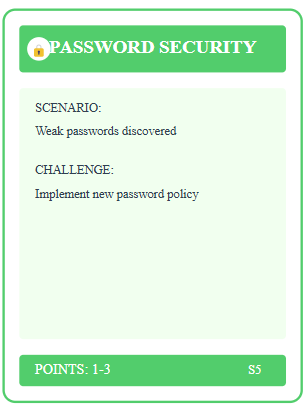 PASSWORD SECURITY
SCENARIO:
Weak passwords discovered
CHALLENGE:
Implement new password policy
POINTS: 1-3 S5